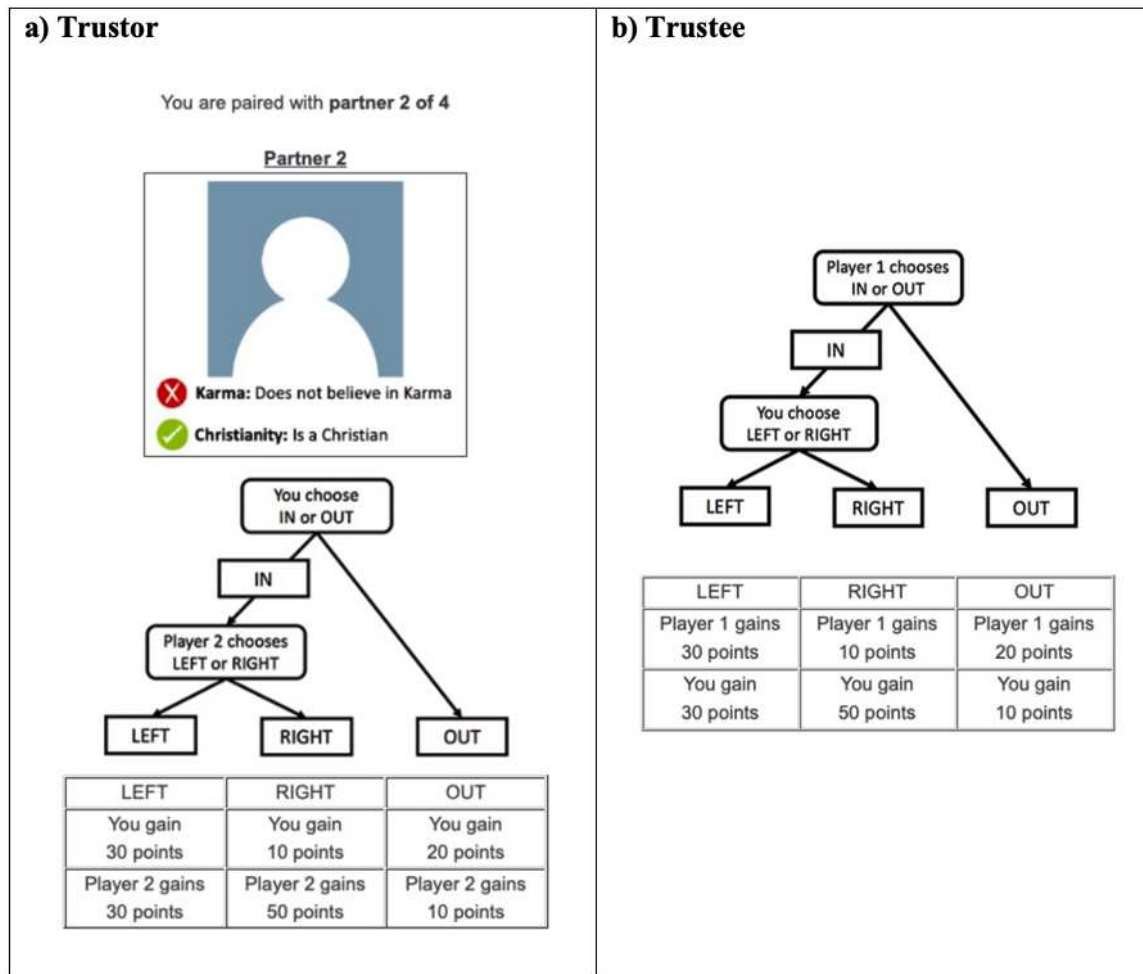 a) Trustor
You are paired with partner 2 of 4
Partner 2
Karma: Does not believe in Karma
Christianity: Is a Christian
You choose
IN or OUT
IN
Player 2 chooses
LEFT or RIGHT
LEFT
RIGHT
OUT
LEFT RIGHT OUT
You gain You gain You gain
30 points 10 points 20 points
Player 2 gains Player 2 gains Player 2 gains
30 points 50 points 10 points
b) Trustee
Player 1 chooses
IN or OUT
IN
You choose
LEFT or RIGHT
LEFT
RIGHT
OUT
LEFT RIGHT OUT
Player 1 gains Player 1 gains Player 1 gains
30 points 10 points 20 points
You gain You gain You gain
30 points 50 points 10 points